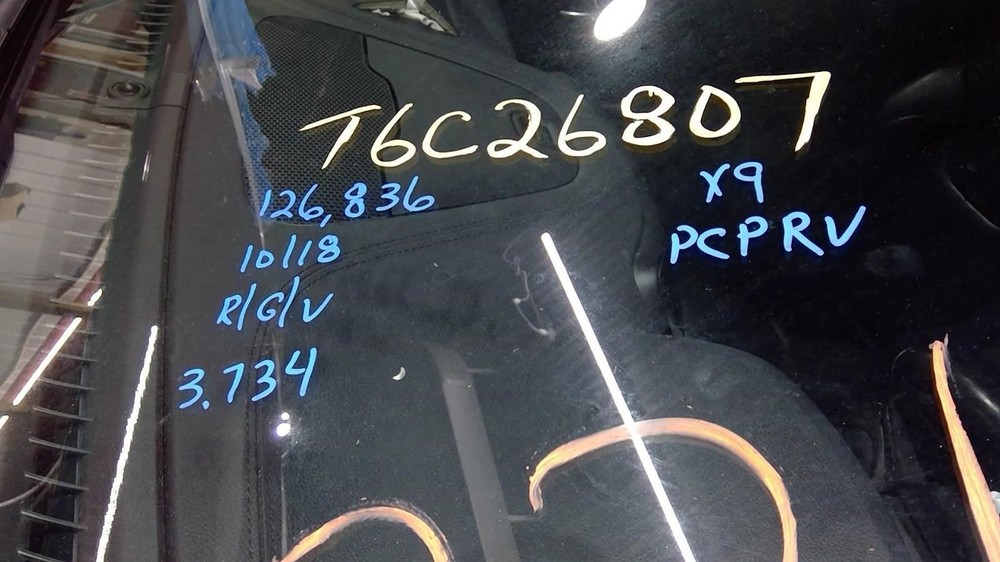 T6C26807
126,836
10/18
R/G/V
3.734
X9
PCPRV